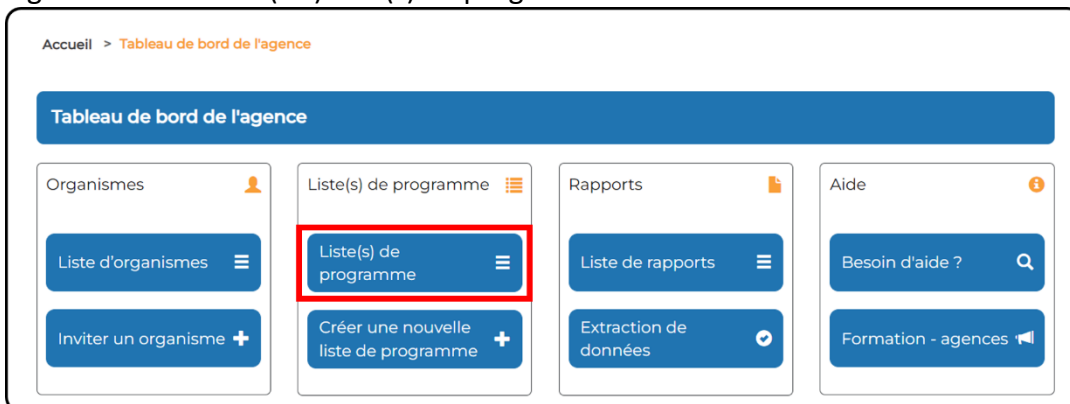 Accueil > Tableau de bord de l'agence
Tableau de bord de l'agence
Organismes
Liste d'organismes
Inviter un organisme
Liste(s) de programme
Liste(s) de
programme
Créer une nouvelle
liste de programme
Rapports
Liste de rapports
Extraction de
données
Aide
Besoin d'aide ?
Formation - agences